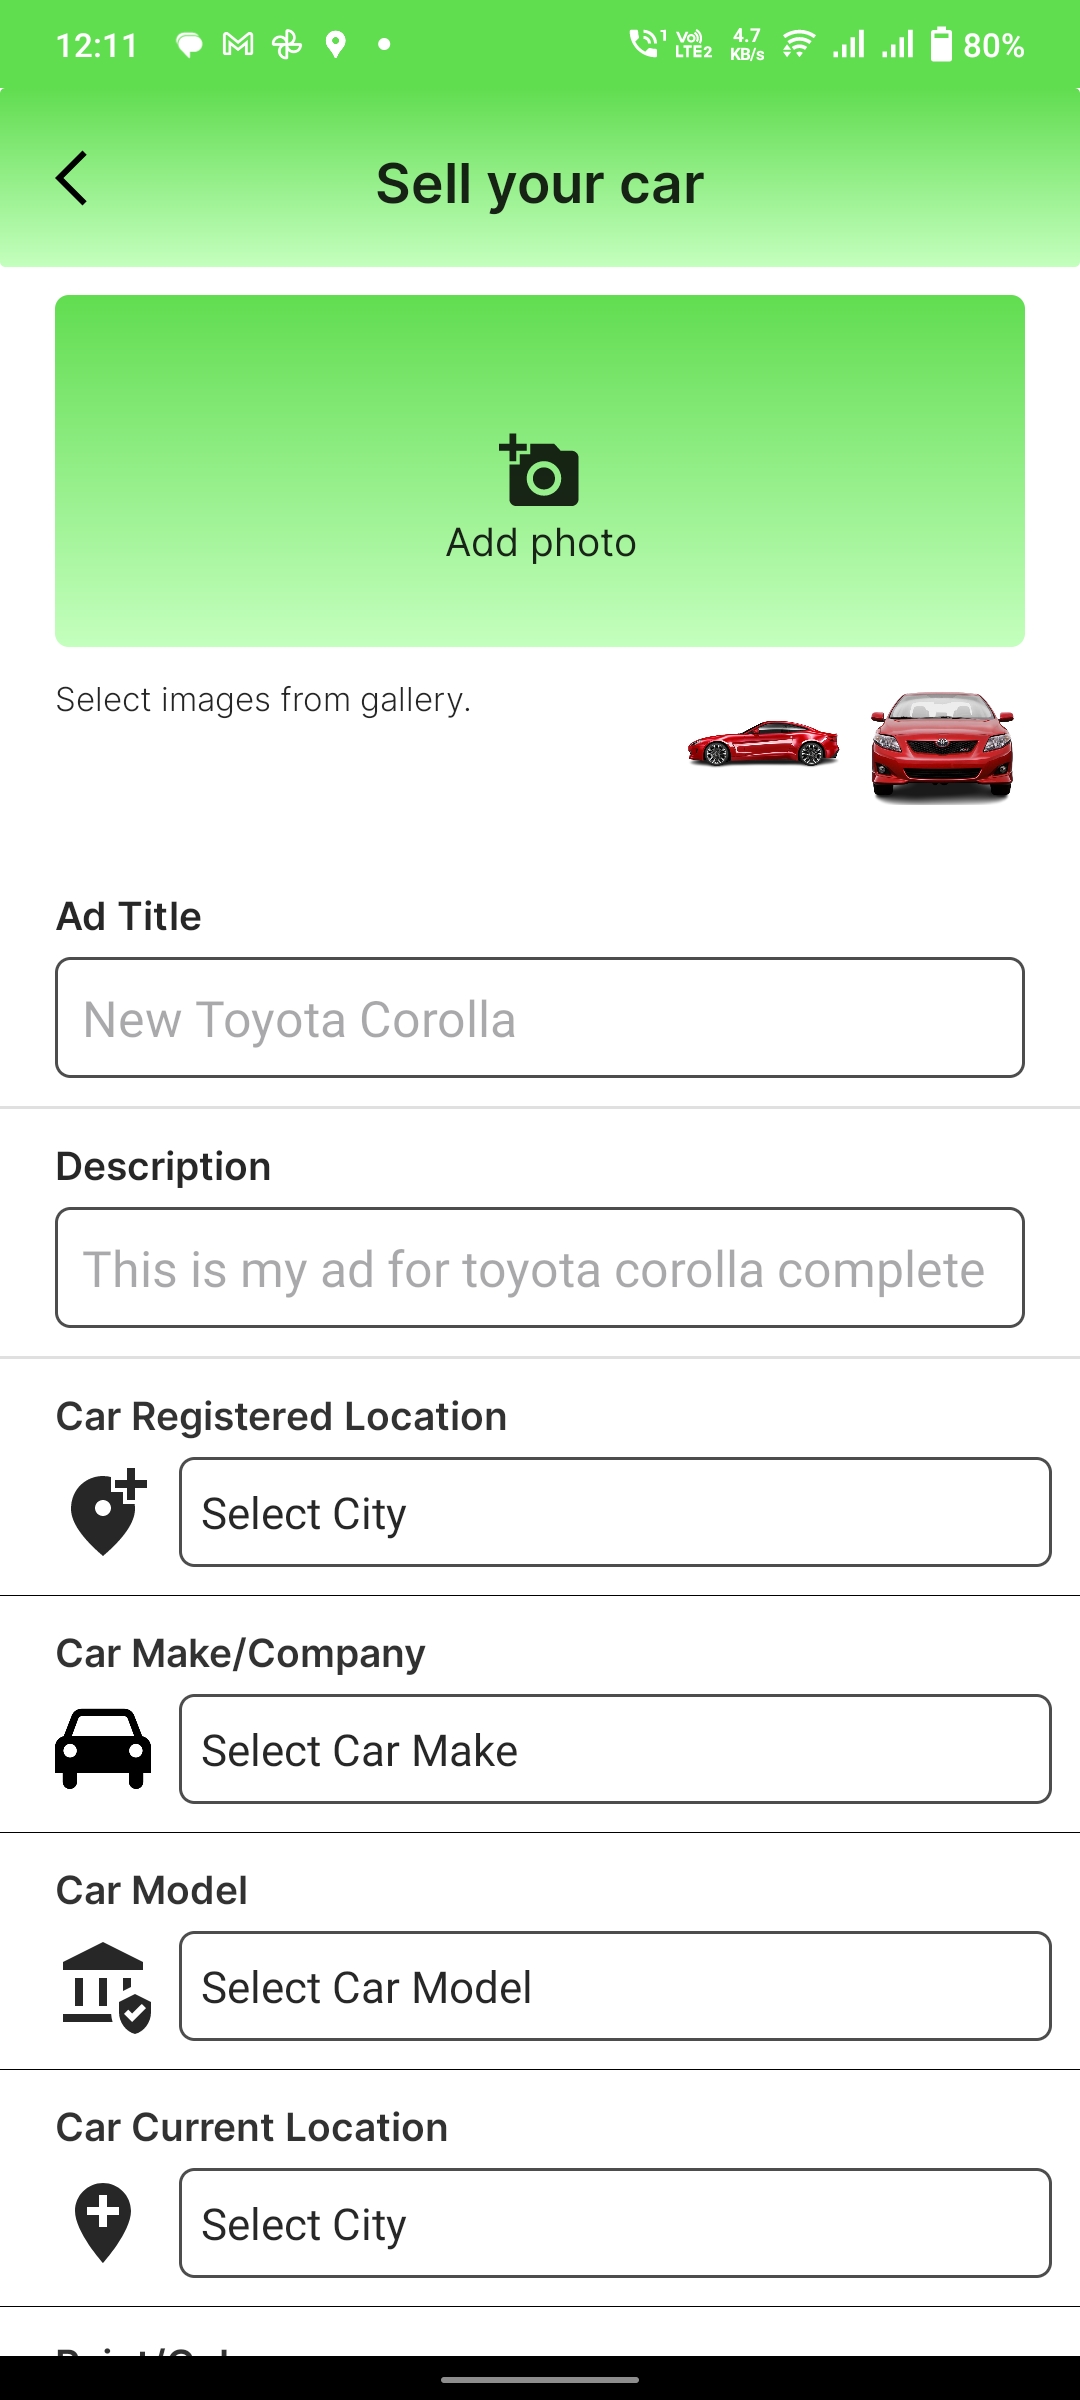 12:11
1 Vo) LTE2 4.7 KB/s 80%
Sell your car
Add photo
Select images from gallery.
Ad Title
New Toyota Corolla
Description
This is my ad for toyota corolla complete
Car Registered Location
Select City
Car Make/Company
Select Car Make
Car Model
Select Car Model
Car Current Location
Select City